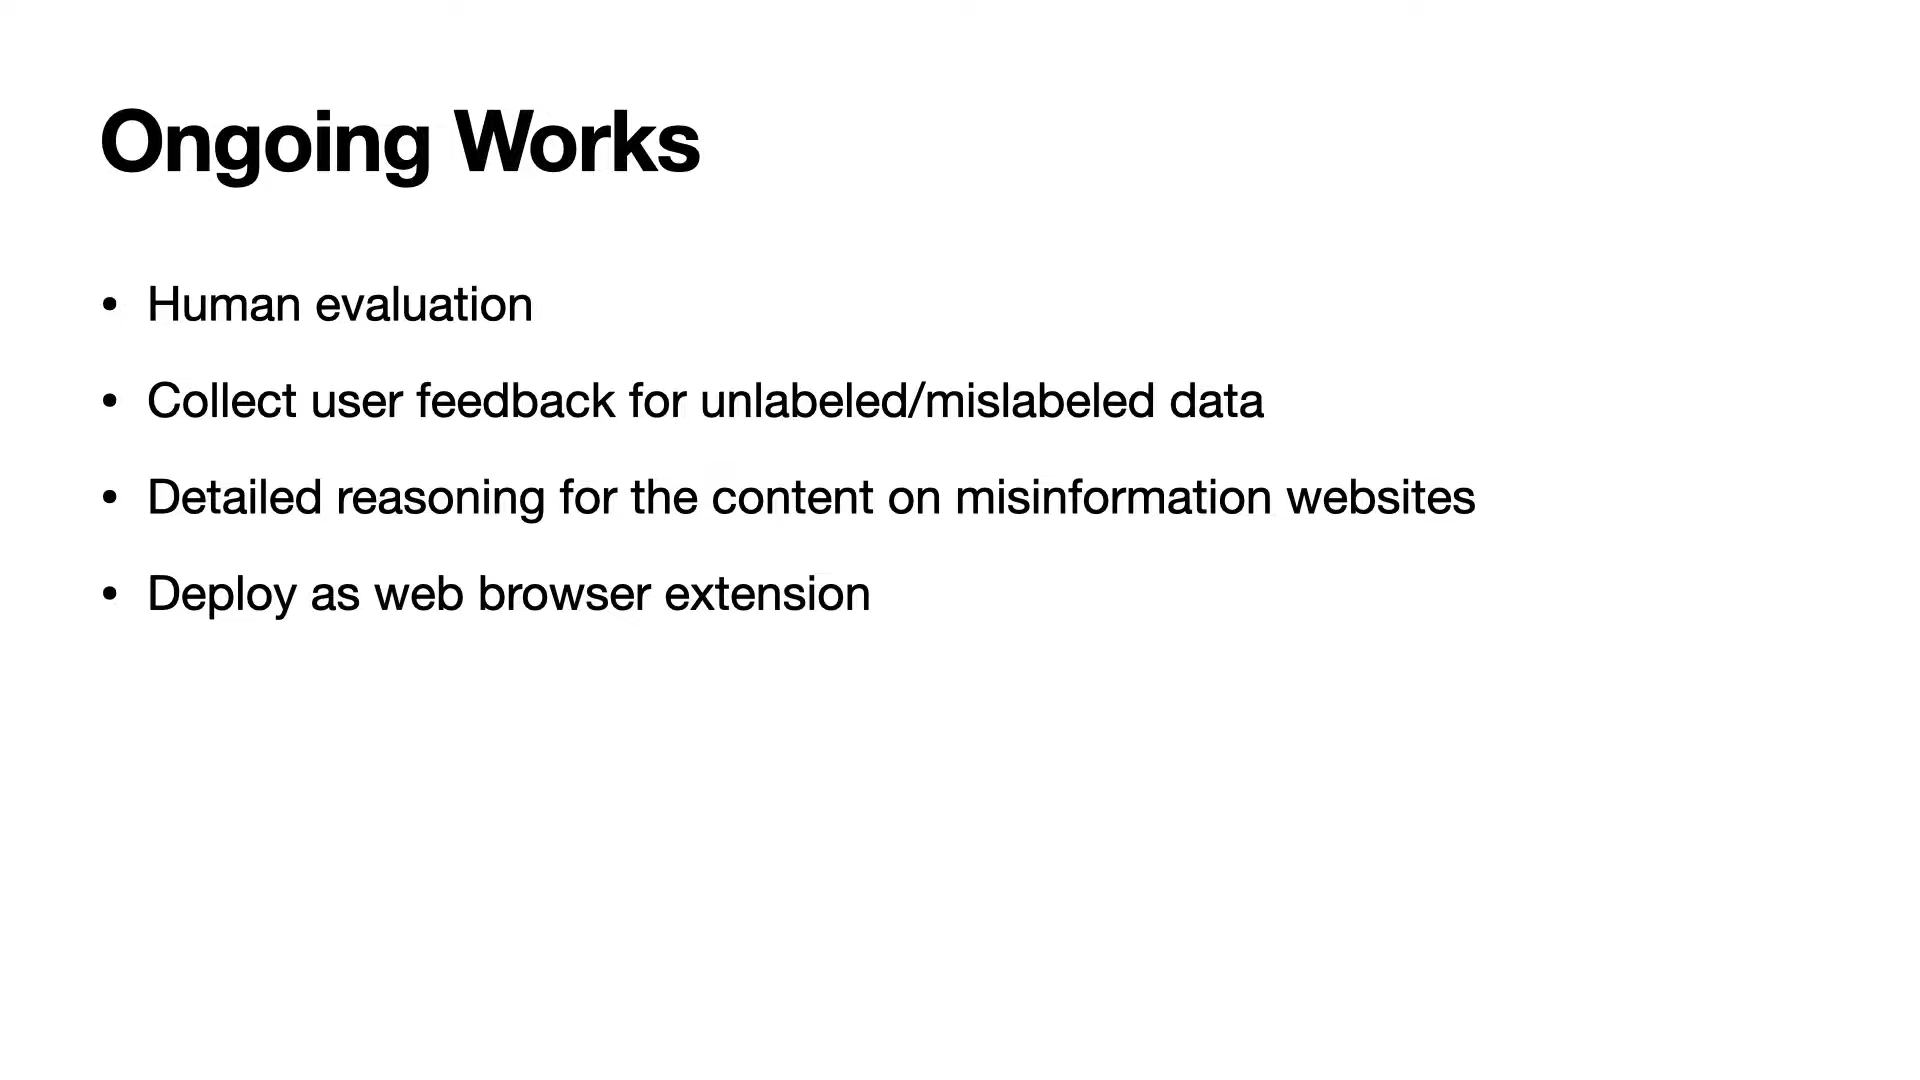 Ongoing Works
• Human evaluation
• Collect user feedback for unlabeled/mislabeled data
• Detailed reasoning for the content on misinformation websites
• Deploy as web browser extension